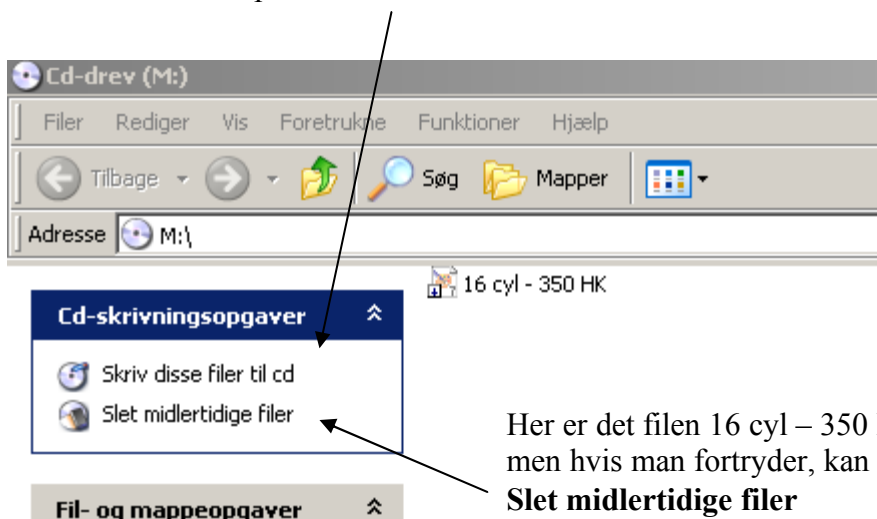 Cd-drev (M:)
Filer Rediger Vis Foretrukne Funktioner Hjælp
Tilbage Søg Mapper
Adresse M:\
16 cyl - 350 HK
Cd-skrivningsopgaver
Skriv disse filer til cd
Slet midlertidige filer
Her er det filen 16 cyl – 350
men hvis man fortryder, kan
Slet midlertidige filer
Fil- og mappeopgaver